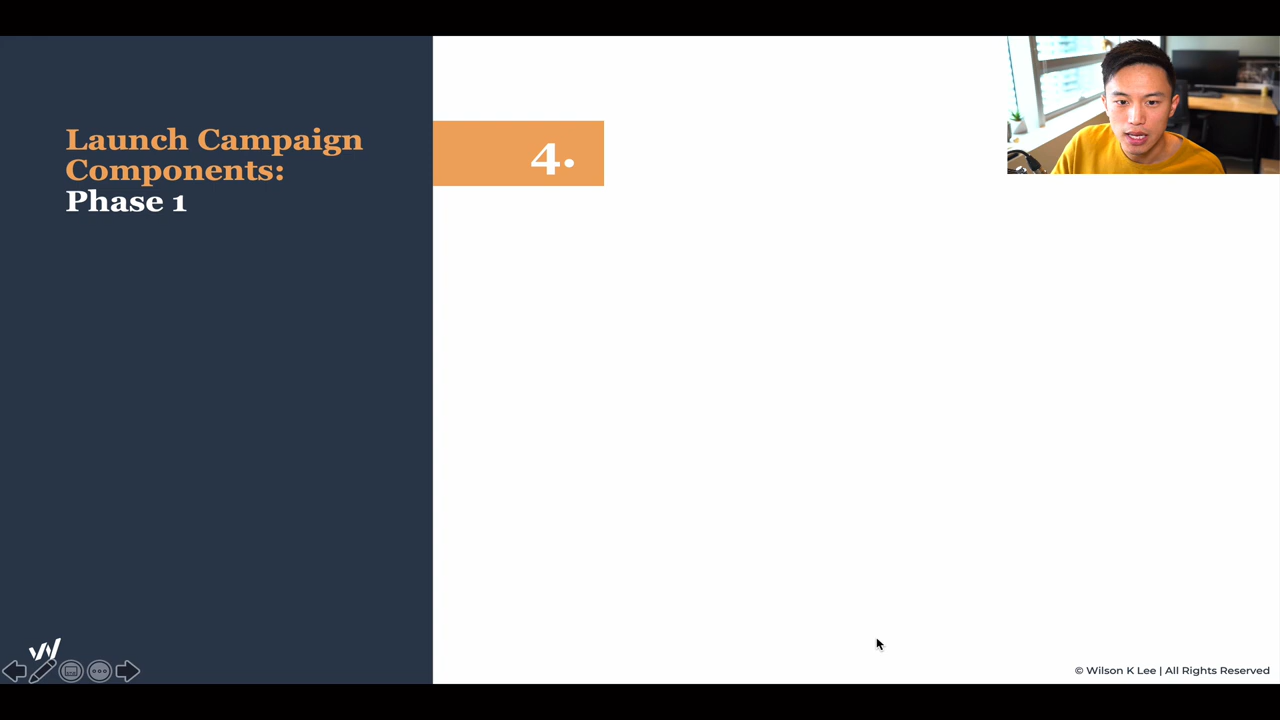 Launch Campaign
Components:
Phase 1
4.
© Wilson K Lee | All Rights Reserved